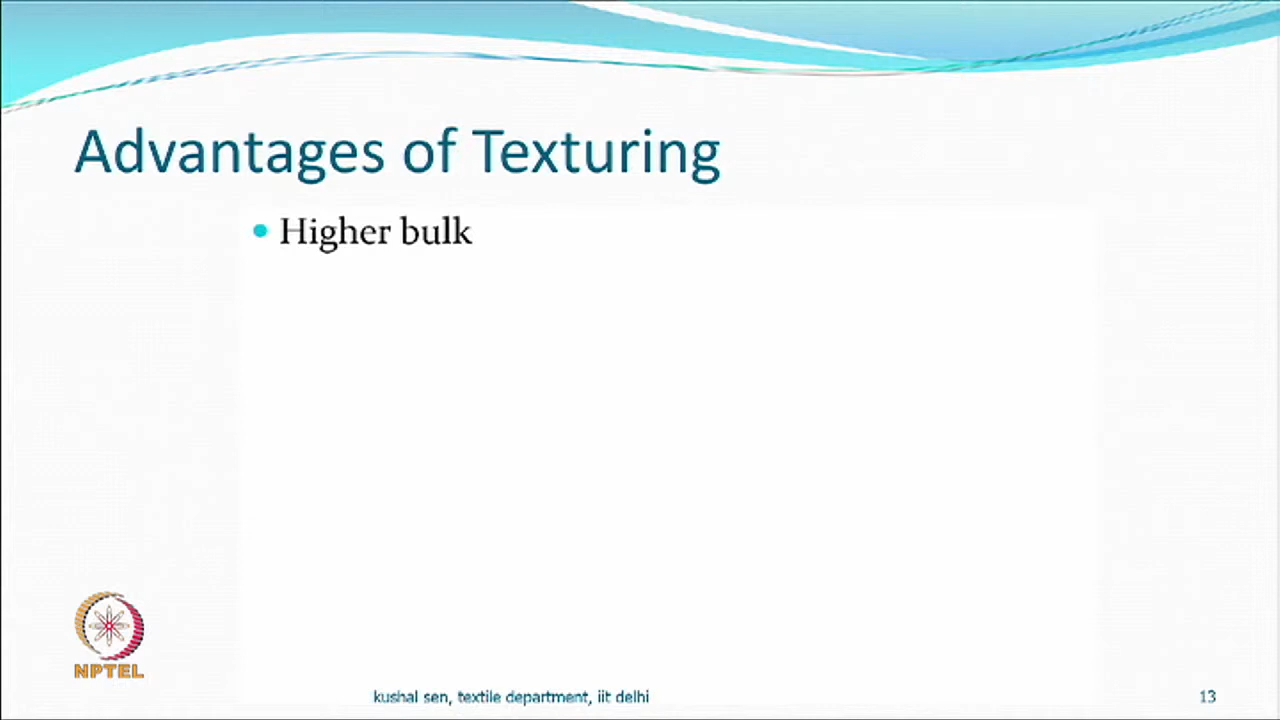 Advantages of Texturing
Higher bulk
NPTEL
kushal sen, textile department, iit delhi
13